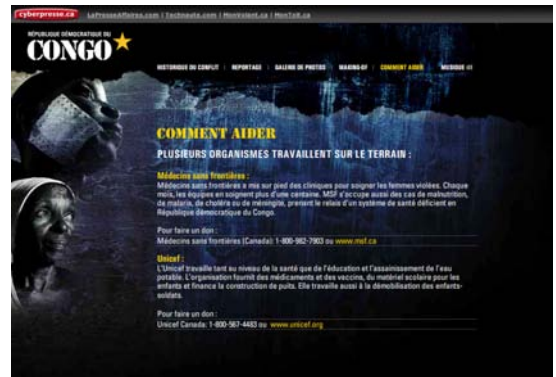 cyberpresse.ca LaPresseAffaires.com | Technaute.com | MonVolant.ca | MonToit.ca
RÉPUBLIQUE DÉMOCRATIQUE DU
CONGO
HISTORIQUE DU CONFLIT | REPORTAGE | GALERIE DE PHOTOS | MAKING-OF | COMMENT AIDER | MUSIQUE
COMMENT AIDER
PLUSIEURS ORGANISMES TRAVAILLENT SUR LE TERRAIN :
Médecins sans frontières :
Médecins sans frontières a mis sur pied des cliniques pour soigner les femmes violées. Chaque
mois, les équipes en soignent plus d'une centaine. MSF s'occupe aussi des cas de malnutrition,
de malaria, de choléra ou de méningite, prenant le relais d'un système de santé déficient en
République démocratique du Congo.
Pour faire un don :
Médecins sans frontières (Canada): 1-800-982-7903 ou www.msf.ca
Unicef :
L'Unicef travaille tant au niveau de la santé que de l'éducation et l'assainissement de l'eau
potable. L'organisation fournit des médicaments et des vaccins, du matériel scolaire pour les
enfants et finance la construction de puits. Elle travaille aussi à la démobilisation des enfants-
soldats.
Pour faire un don :
Unicef Canada: 1-800-567-4483 ou www.unicef.org